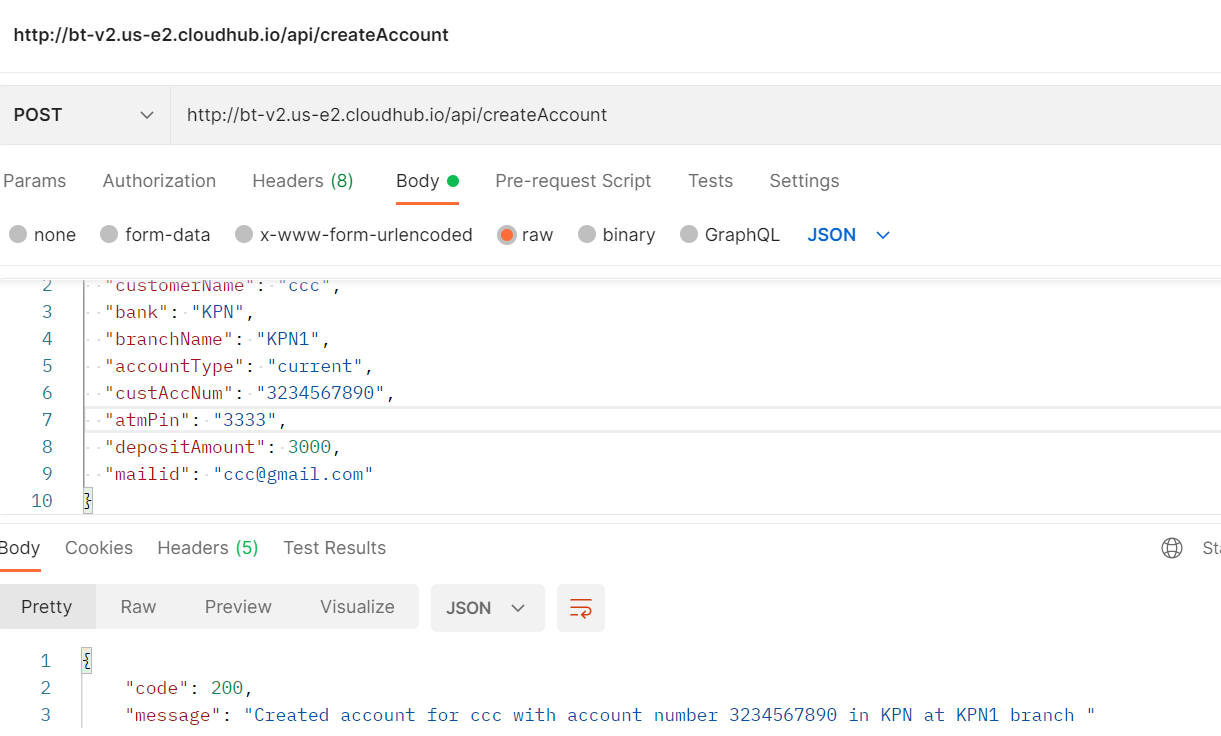 http://bt-v2.us-e2.cloudhub.io/api/createAccount
POST http://bt-v2.us-e2.cloudhub.io/api/createAccount
Params Authorization Headers (8) Body Pre-request Script Tests Settings
none form-data x-www-form-urlencoded raw binary GraphQL JSON
2 "customerName": "ccc",
3 "bank": "KPN",
4 "branchName": "KPN1",
5 "accountType": "current",
6 "custAccNum": "3234567890",
7 "atmPin": "3333",
8 "depositAmount": 3000,
9 "mailid": "ccc@gmail.com"
10 }
Body Cookies Headers (5) Test Results
Pretty Raw Preview Visualize JSON
1 {
2 "code": 200,
3 "message": "Created account for ccc with account number 3234567890 in KPN at KPN1 branch "